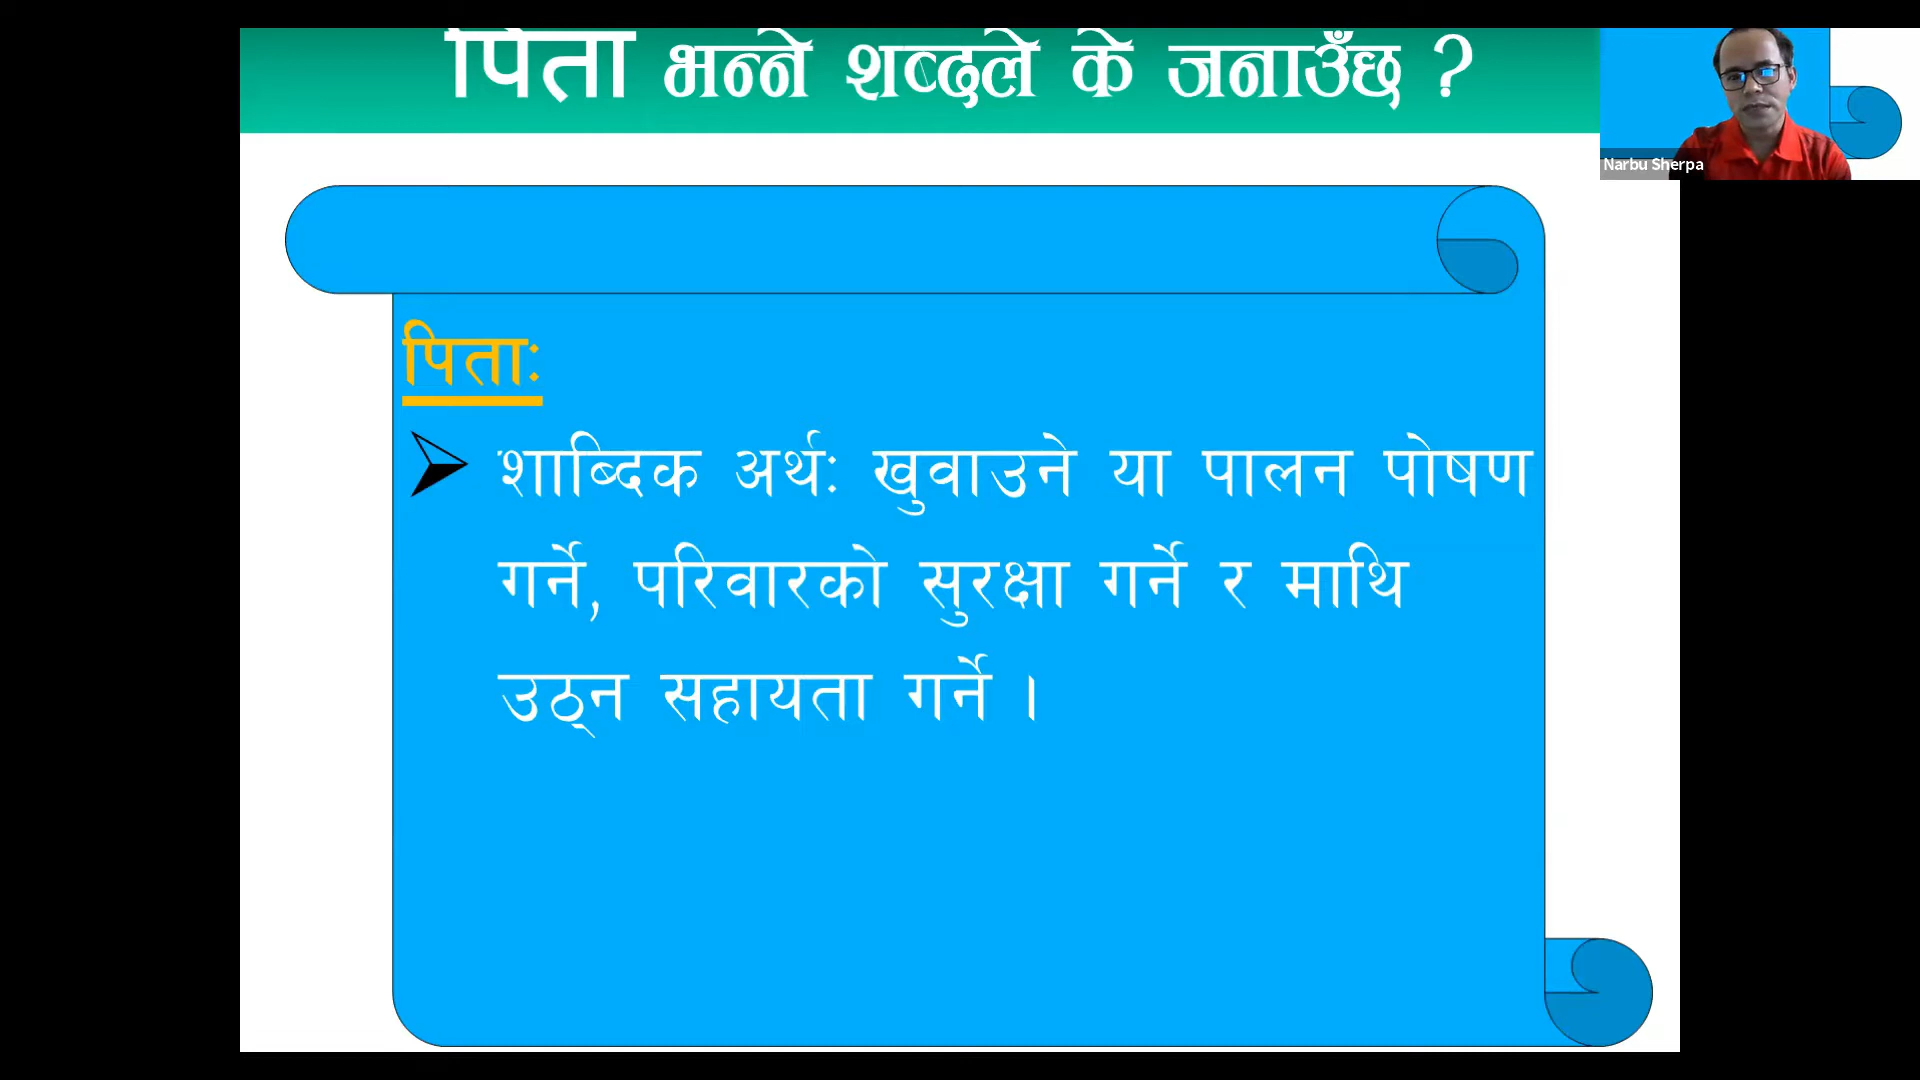 पिता भन्ने शब्दले के जनाउँछ ?
Narbu Sherpa
पिताः
शाब्दिक अर्थः खुवाउने या पालन पोषण
गर्ने, परिवारको सुरक्षा गर्ने र माथि
उठ्न सहायता गर्ने ।